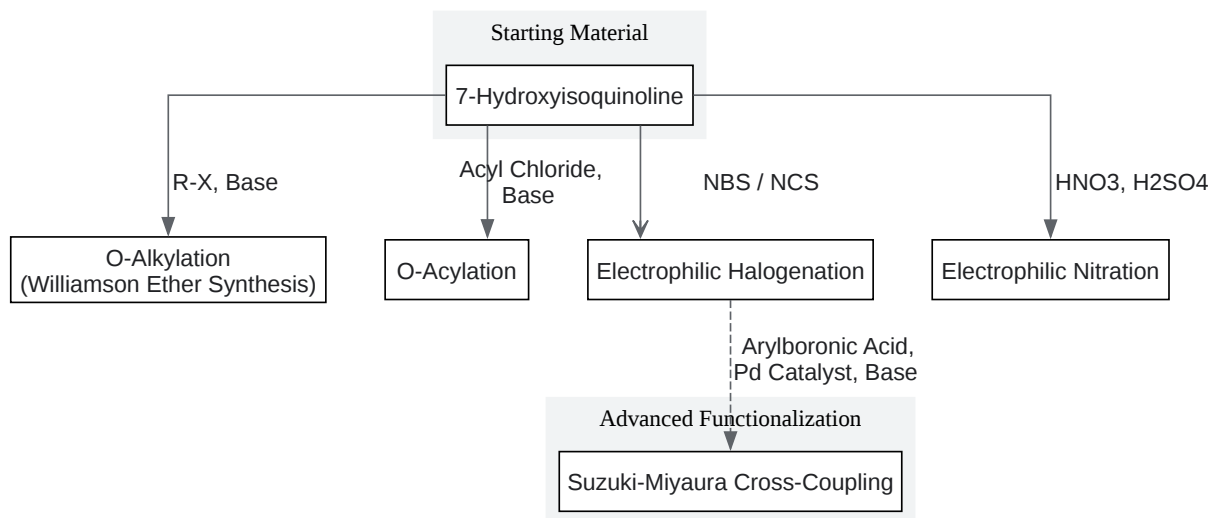 Starting Material
7-Hydroxyisoquinoline
R-X, Base
Acyl Chloride,
Base
NBS / NCS
HNO3, H2SO4
O-Alkylation
(Williamson Ether Synthesis)
O-Acylation
Electrophilic Halogenation
Electrophilic Nitration
Arylboronic Acid,
Pd Catalyst, Base
Advanced Functionalization
Suzuki-Miyaura Cross-Coupling